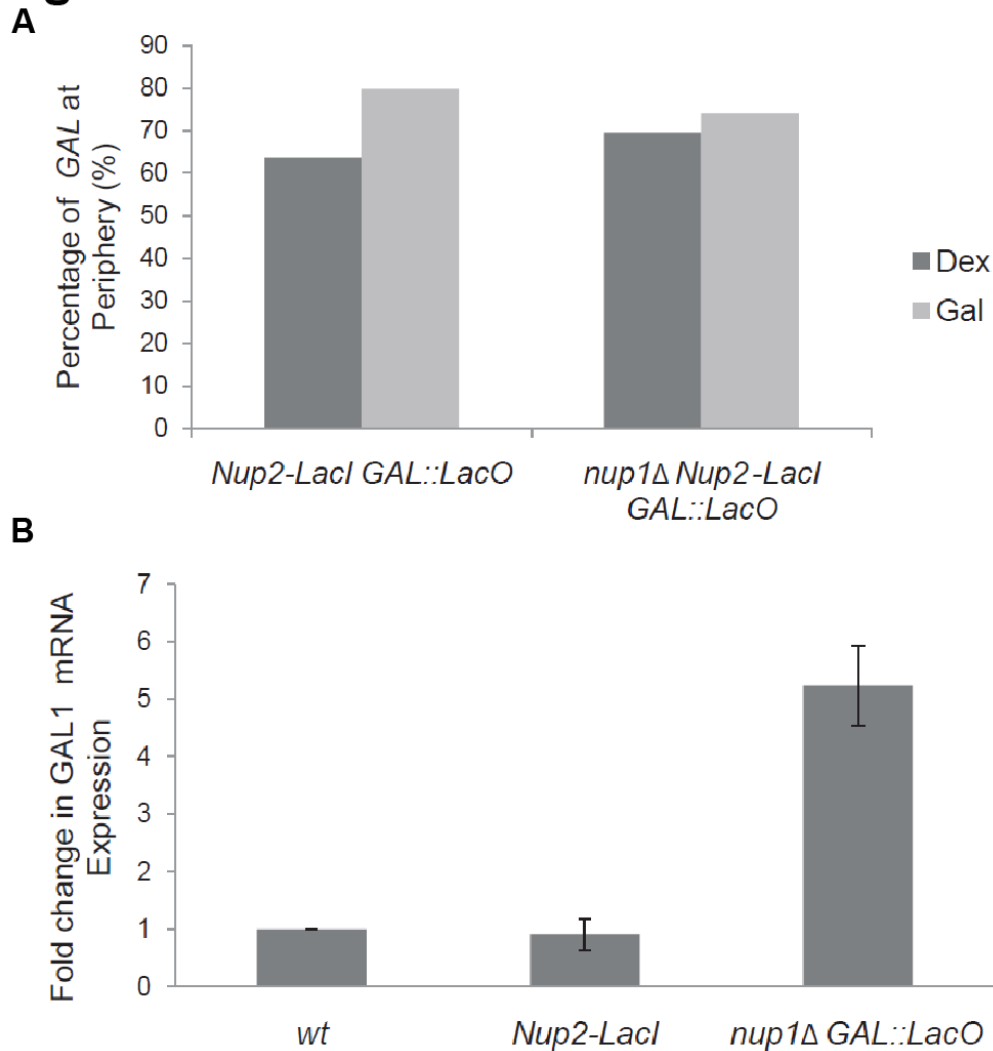 A
Percentage of GAL at
Periphery (%)
90
80
70
60
50
40
30
20
10
0
Dex
Gal
Nup2-LacI GAL::LacO
nup1Δ Nup2-LacI
GAL::LacO
B
Fold change in GAL1 mRNA
Expression
7
6
5
4
3
2
1
0
wt
Nup2-LacI
nup1Δ GAL::LacO